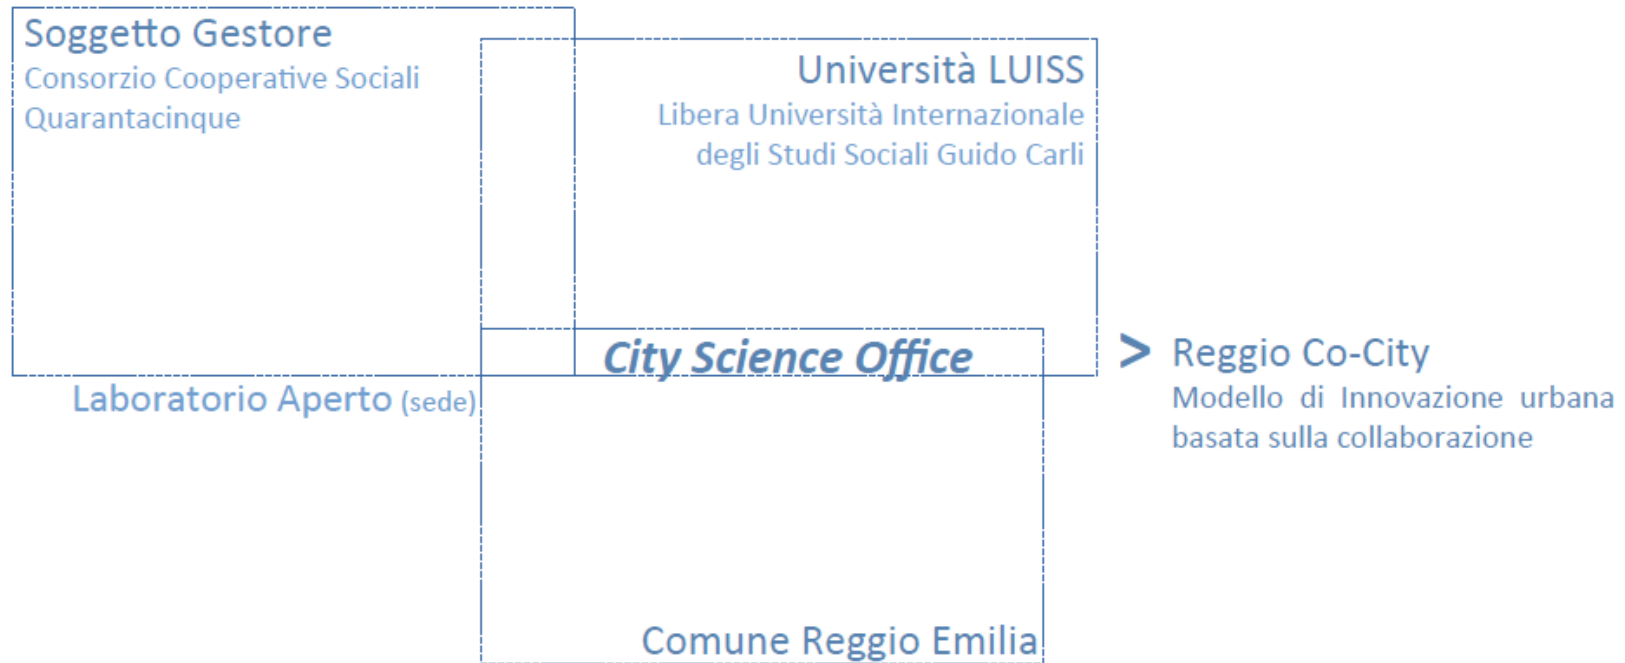 Soggetto Gestore
Consorzio Cooperative Sociali
Quarantacinque
Università LUISS
Libera Università Internazionale
degli Studi Sociali Guido Carli
City Science Office
Laboratorio Aperto (sede)
> Reggio Co-City
Modello di Innovazione urbana
basata sulla collaborazione
Comune Reggio Emilia